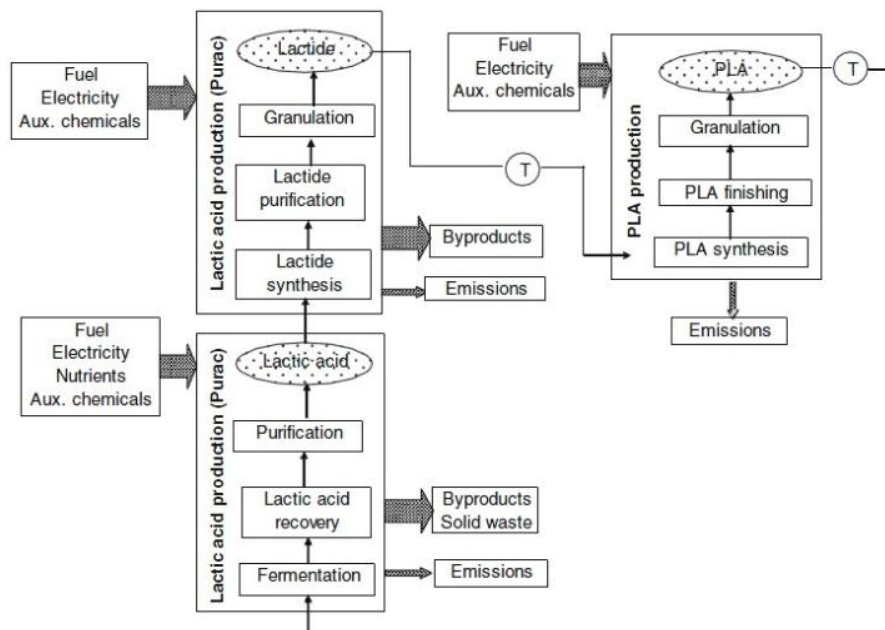 Fuel
Electricity
Aux. chemicals
Lactic acid production (Purac)
Lactide
Granulation
Lactide
purification
Lactide
synthesis
Byproducts
Emissions
T
Fuel
Electricity
Aux. chemicals
PLA production
PLA
Granulation
PLA finishing
PLA synthesis
Emissions
T
Fuel
Electricity
Nutrients
Aux. chemicals
Lactic acid production (Purac)
Lactic acid
Purification
Lactic acid
recovery
Fermentation
Byproducts
Solid waste
Emissions